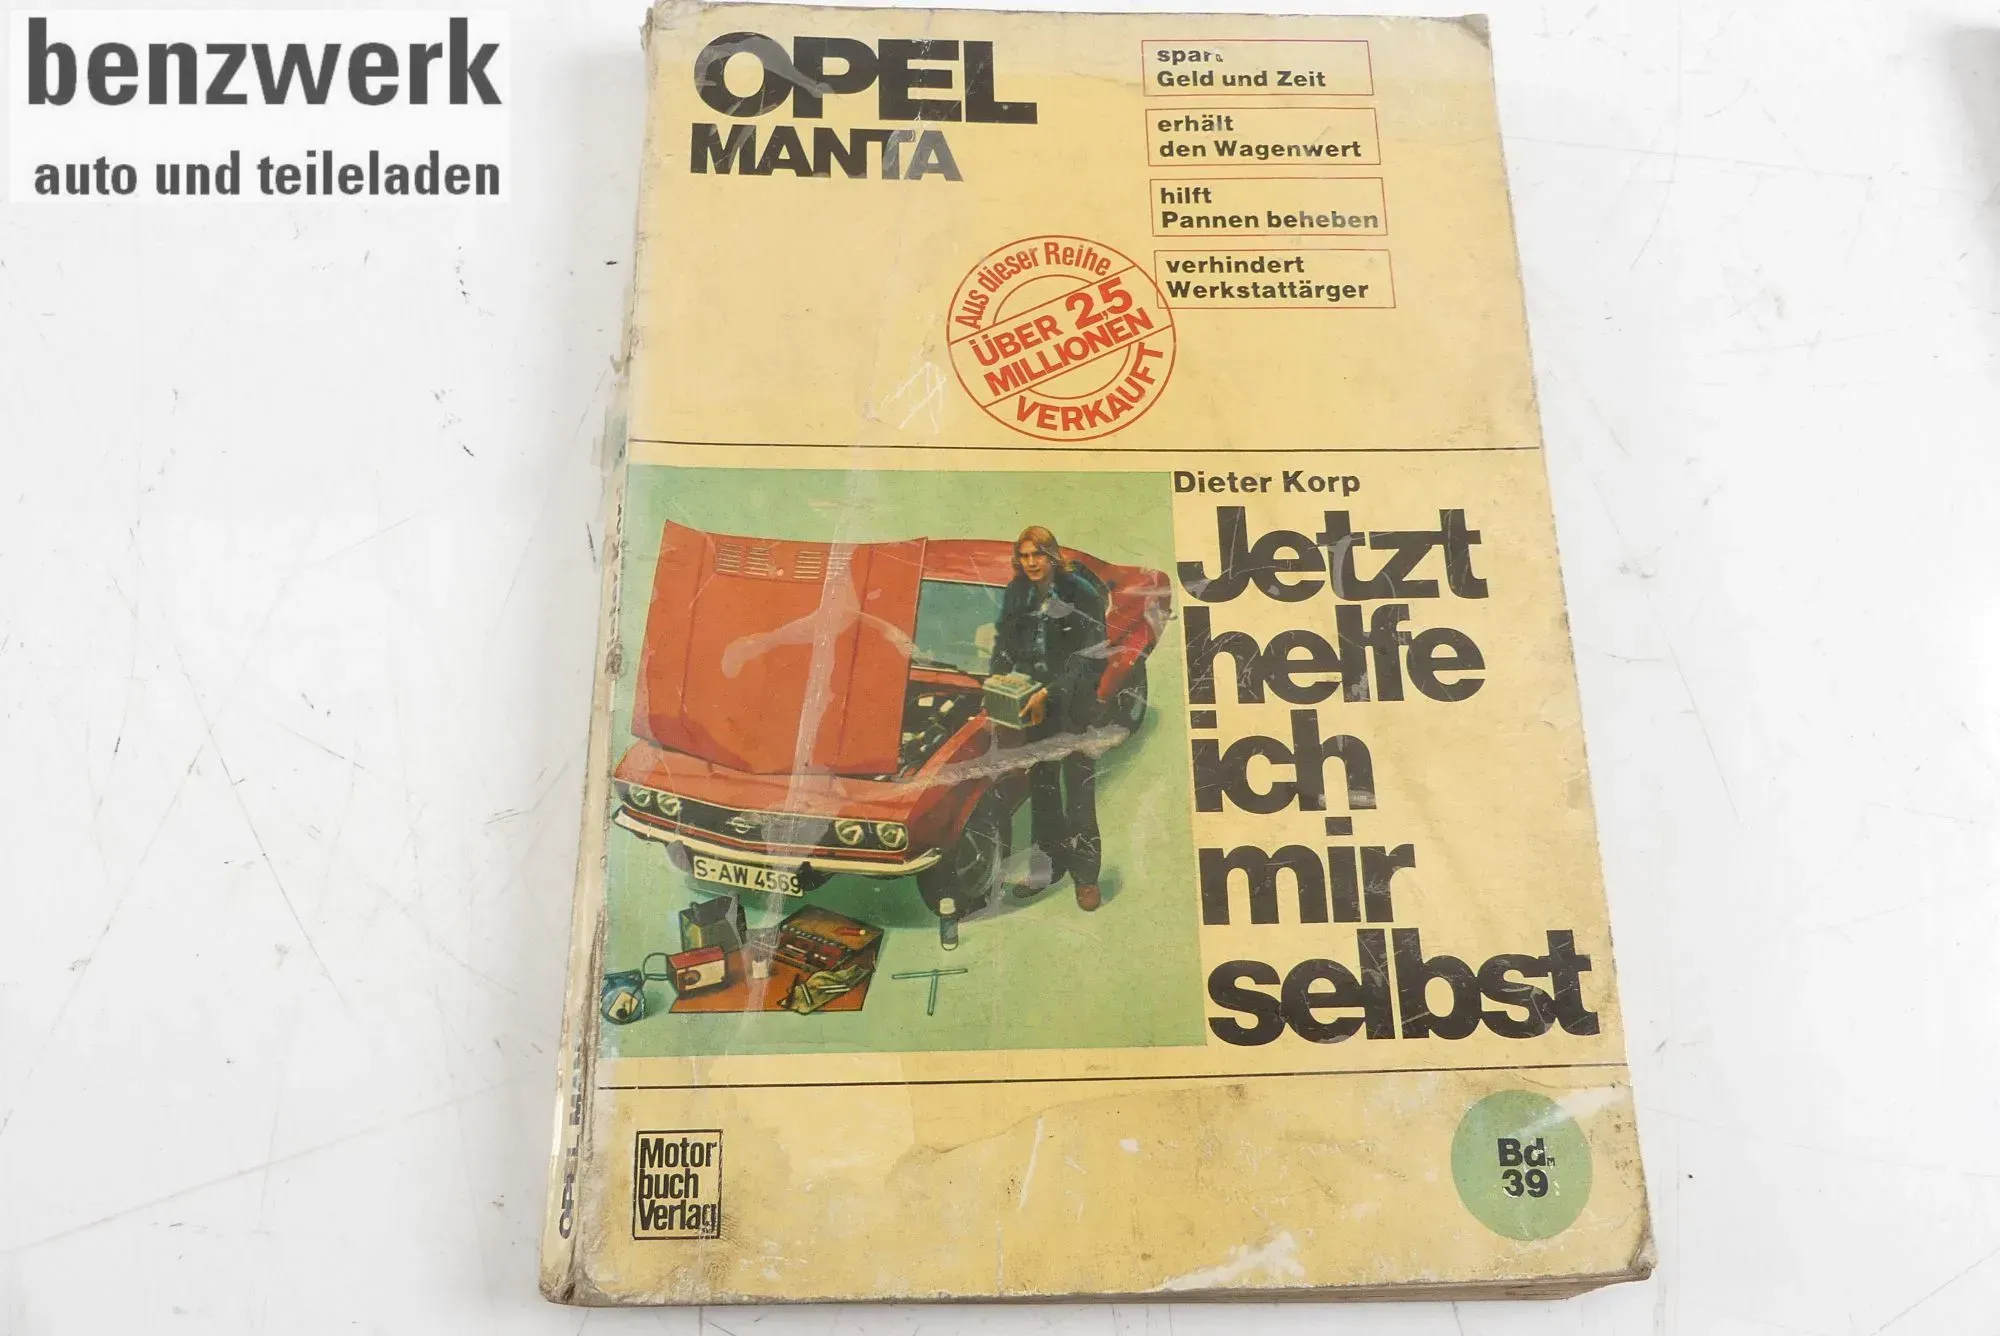 benzwerk
auto und teileladen
OPEL
MANTA
spart
Geld und Zeit
erhält
den Wagenwert
hilft
Pannen beheben
verhindert
Werkstattärger
Aus dieser Reihe
ÜBER 2,5
MILLIONEN
VERKAUFT
Dieter Korp
Jetzt
helfe
ich
mir
selbst
S-AW 4569
Motor
buch
Verlag
Bd.
39
OPEL